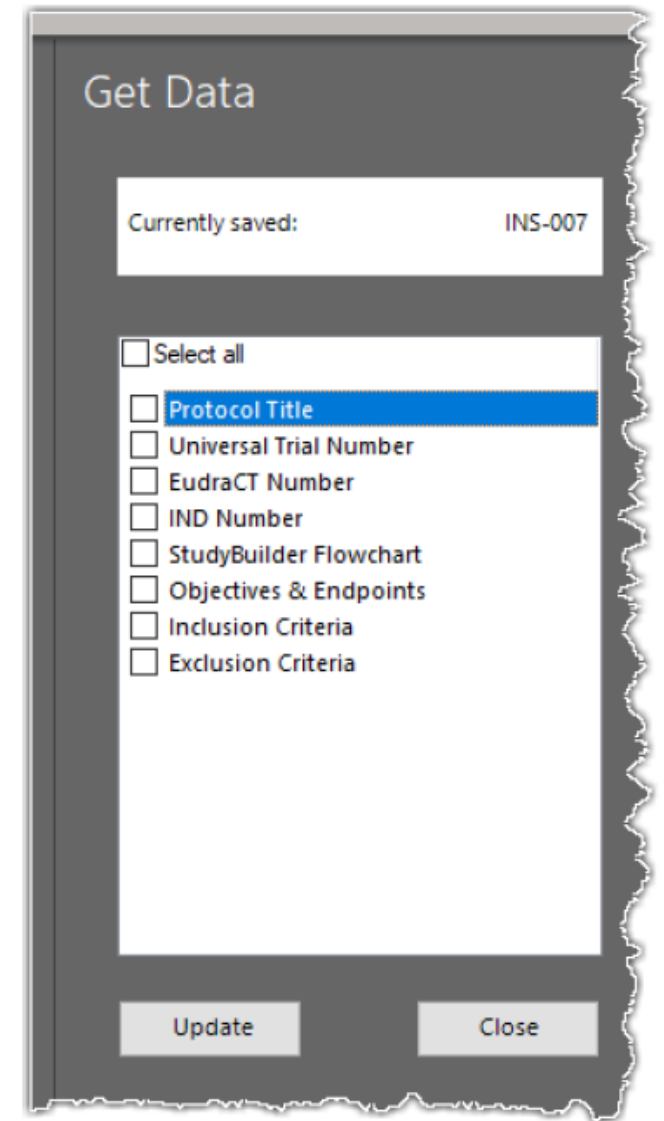 Get Data
Currently saved: INS-007
Select all
Protocol Title
Universal Trial Number
EudraCT Number
IND Number
StudyBuilder Flowchart
Objectives & Endpoints
Inclusion Criteria
Exclusion Criteria
Update Close